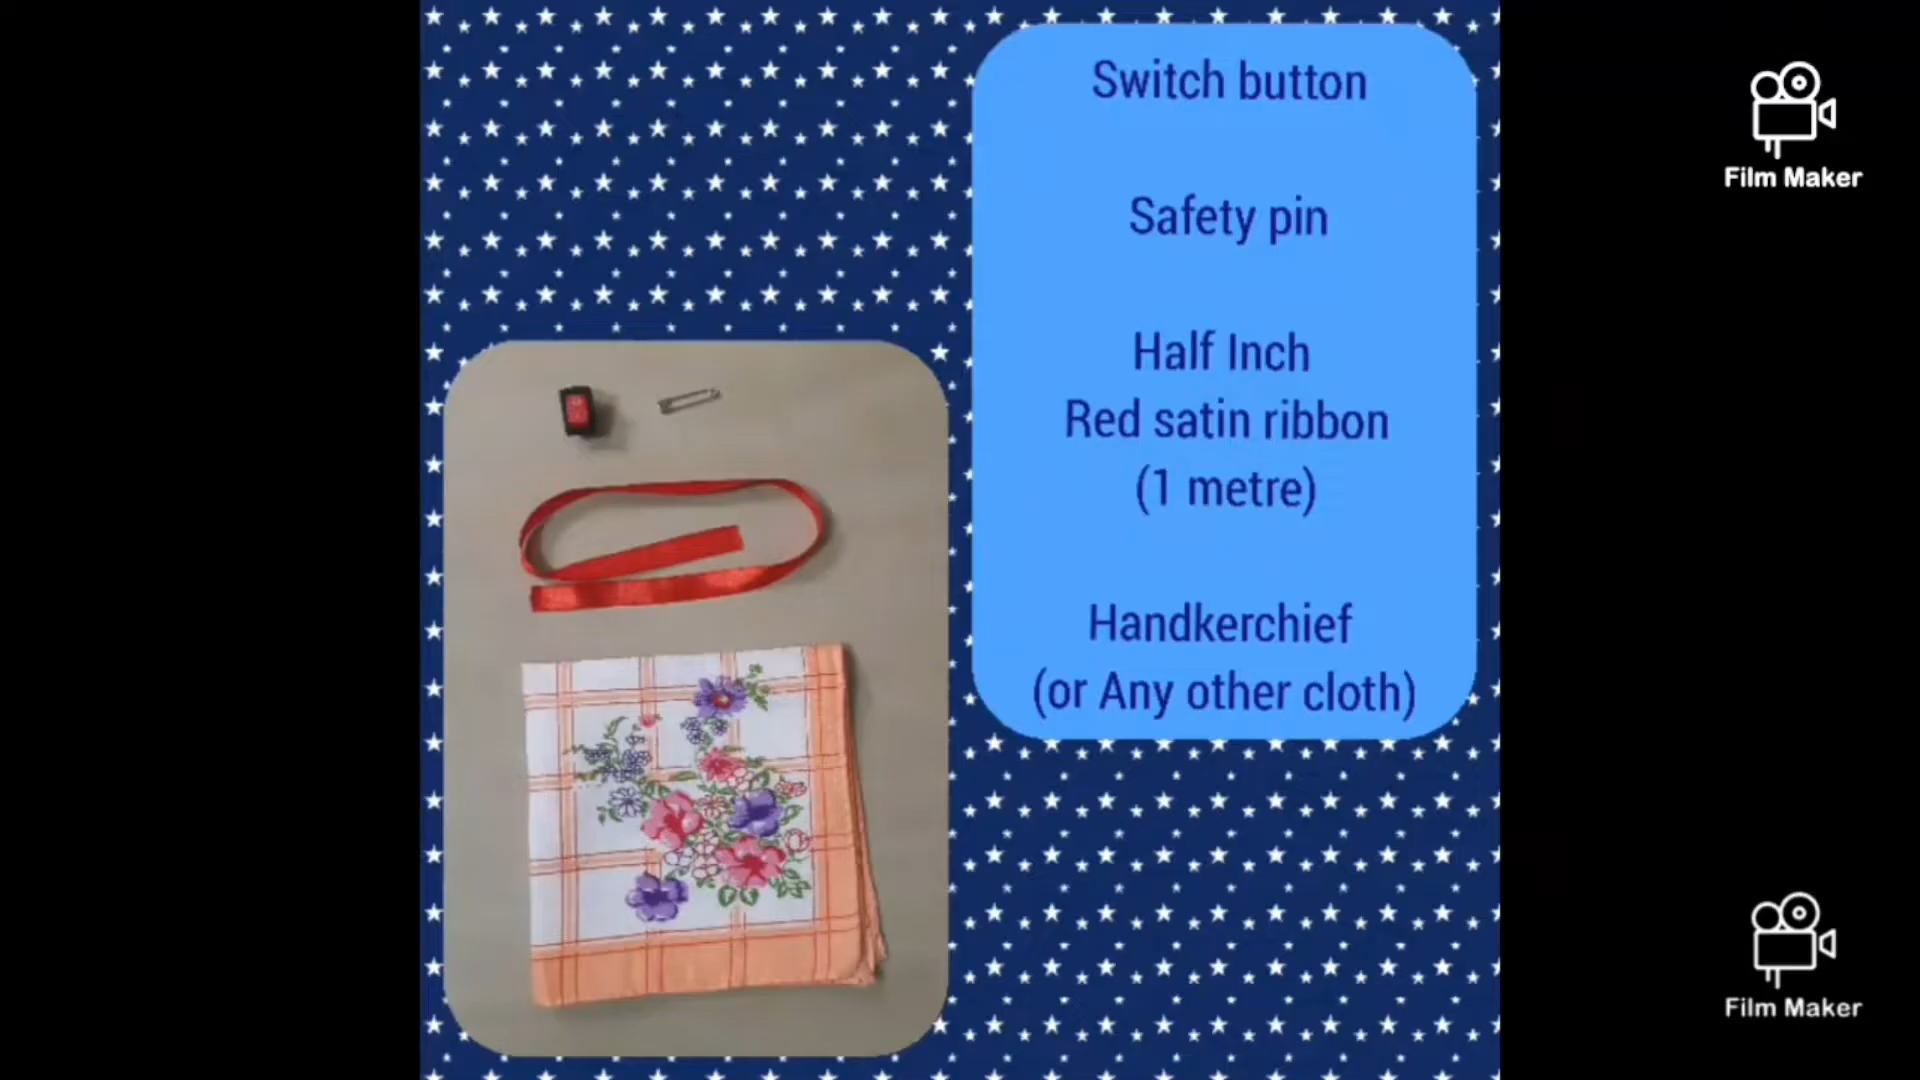 Switch button
Safety pin
Half Inch
Red satin ribbon
(1 metre)
Handkerchief
(or Any other cloth)
Film Maker
Film Maker